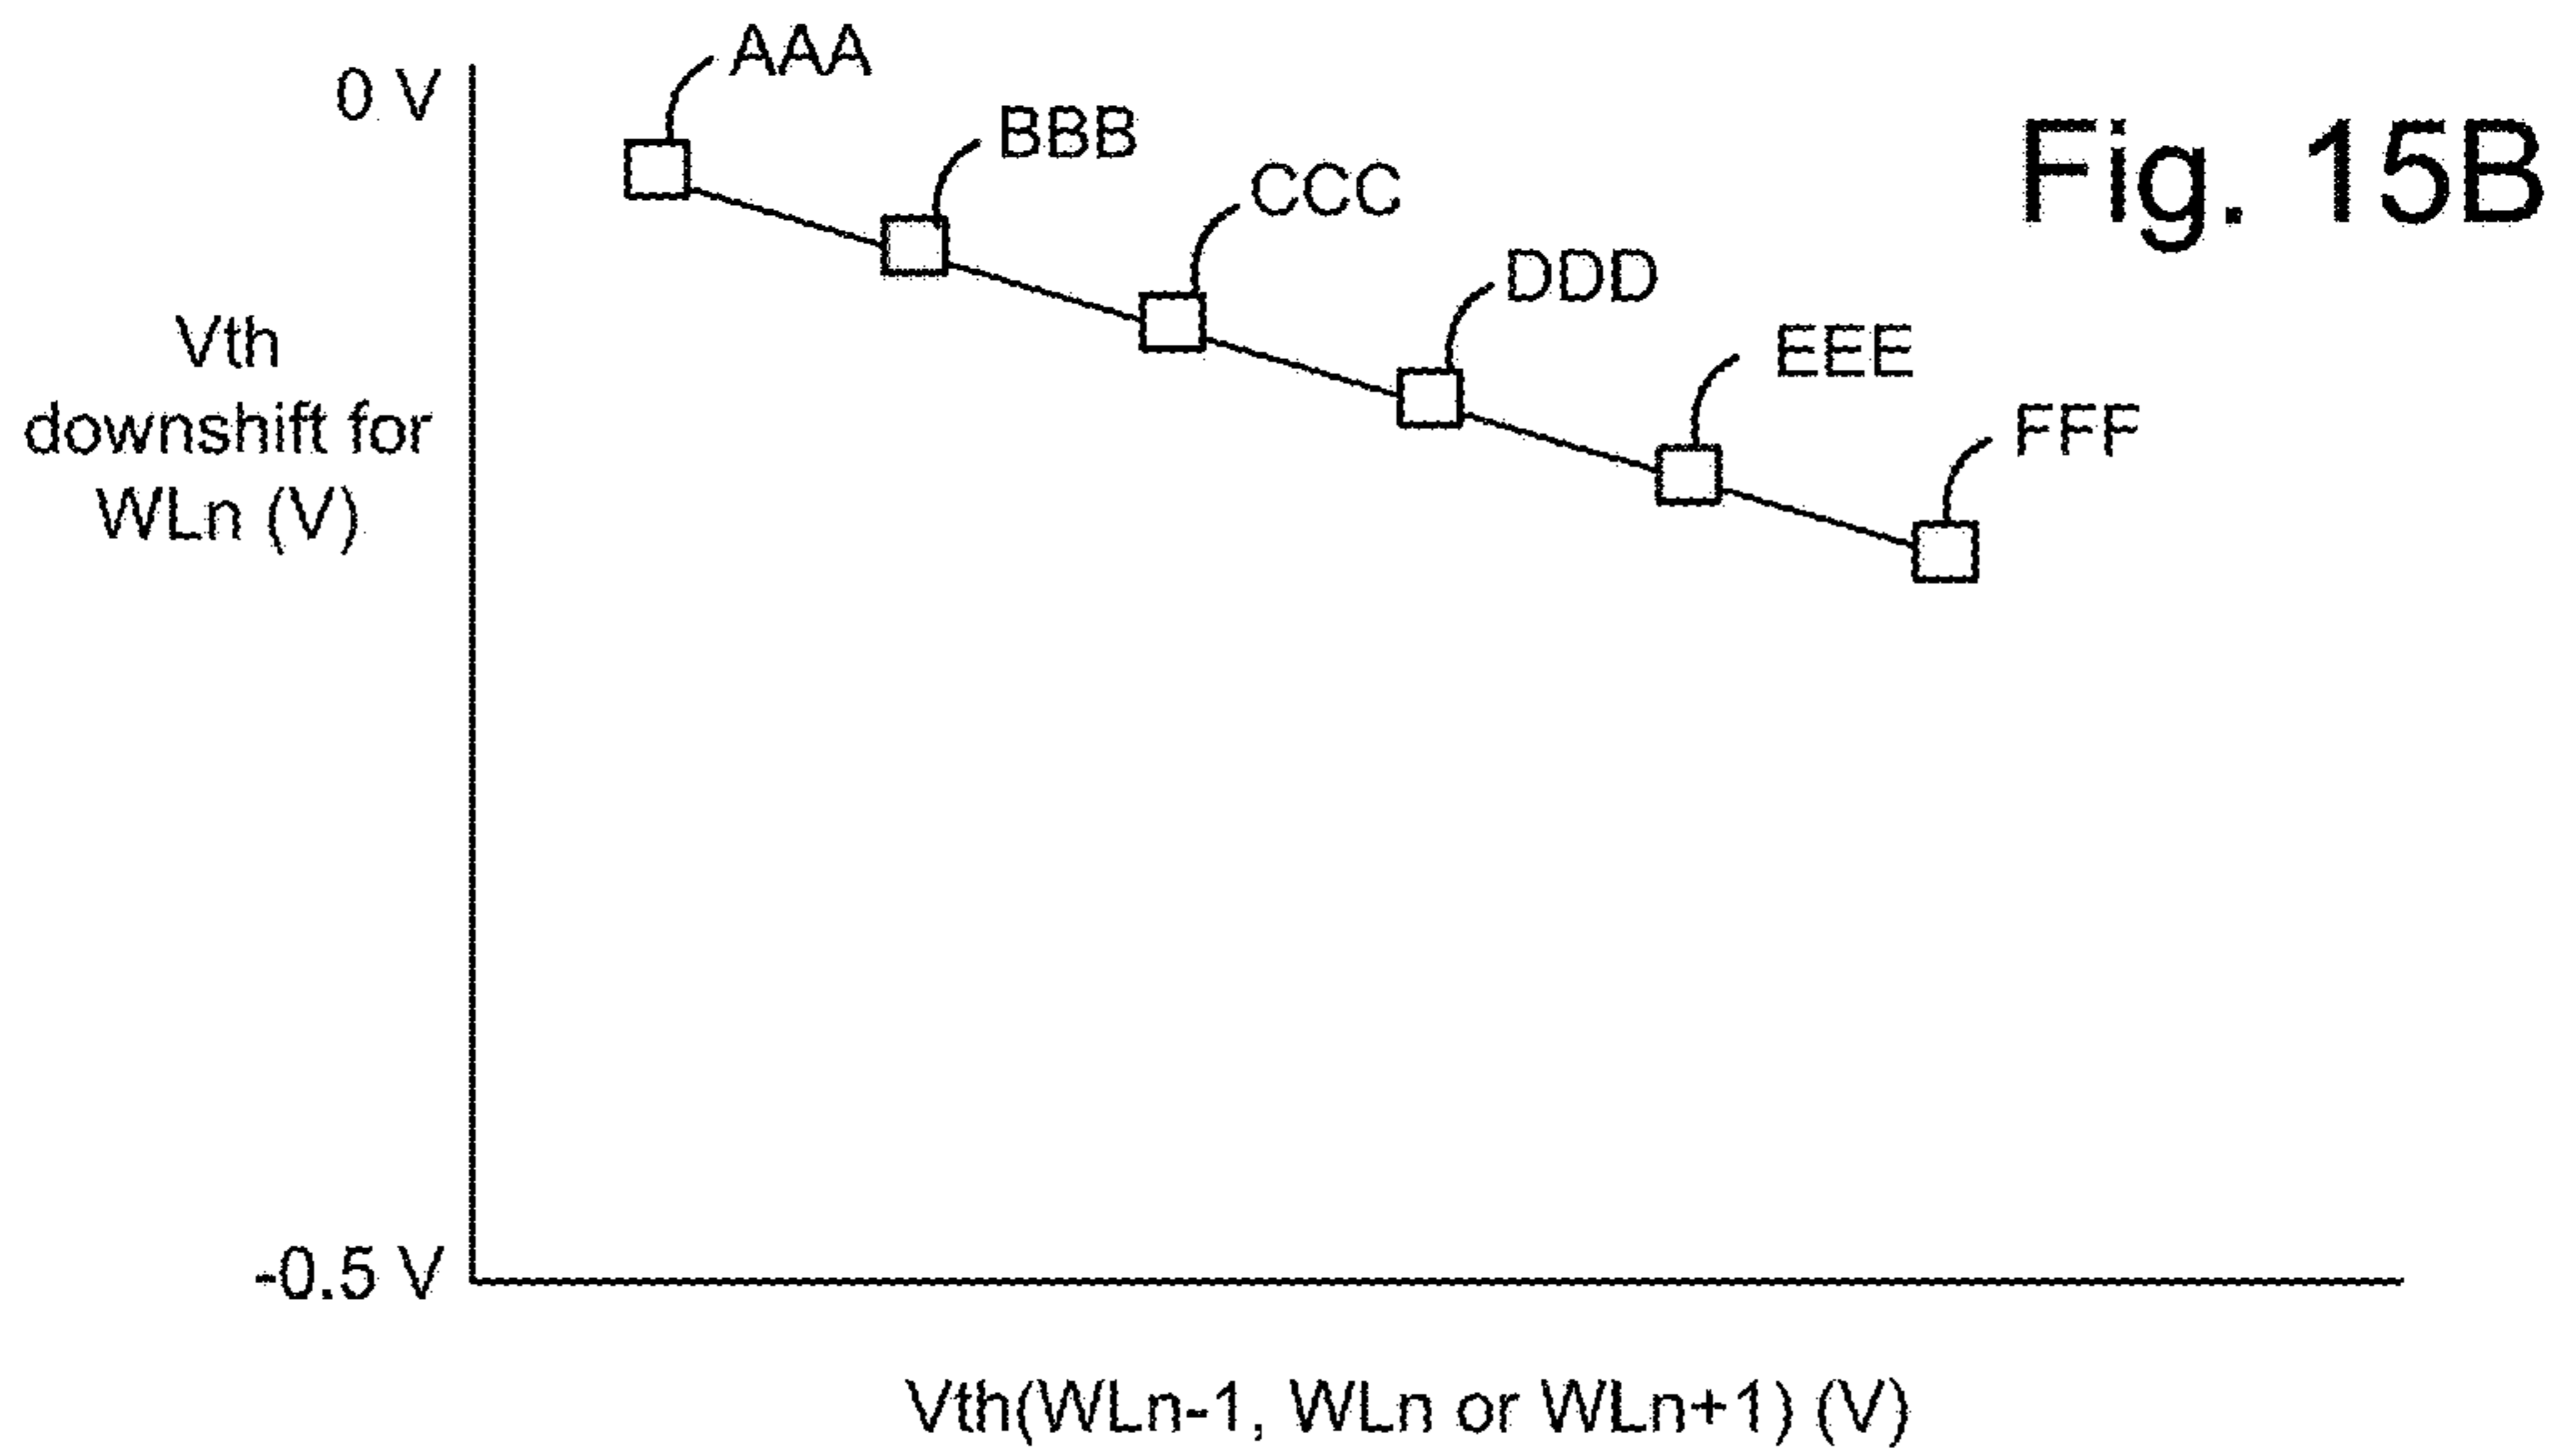 AAA
0 V
BBB
Fig. 15B
CCC
DDD
Vth
downshift for
WLn (V)
EEE
FFF
-0.5 V
Vth(WLn-1, WLn or WLn+1) (V)